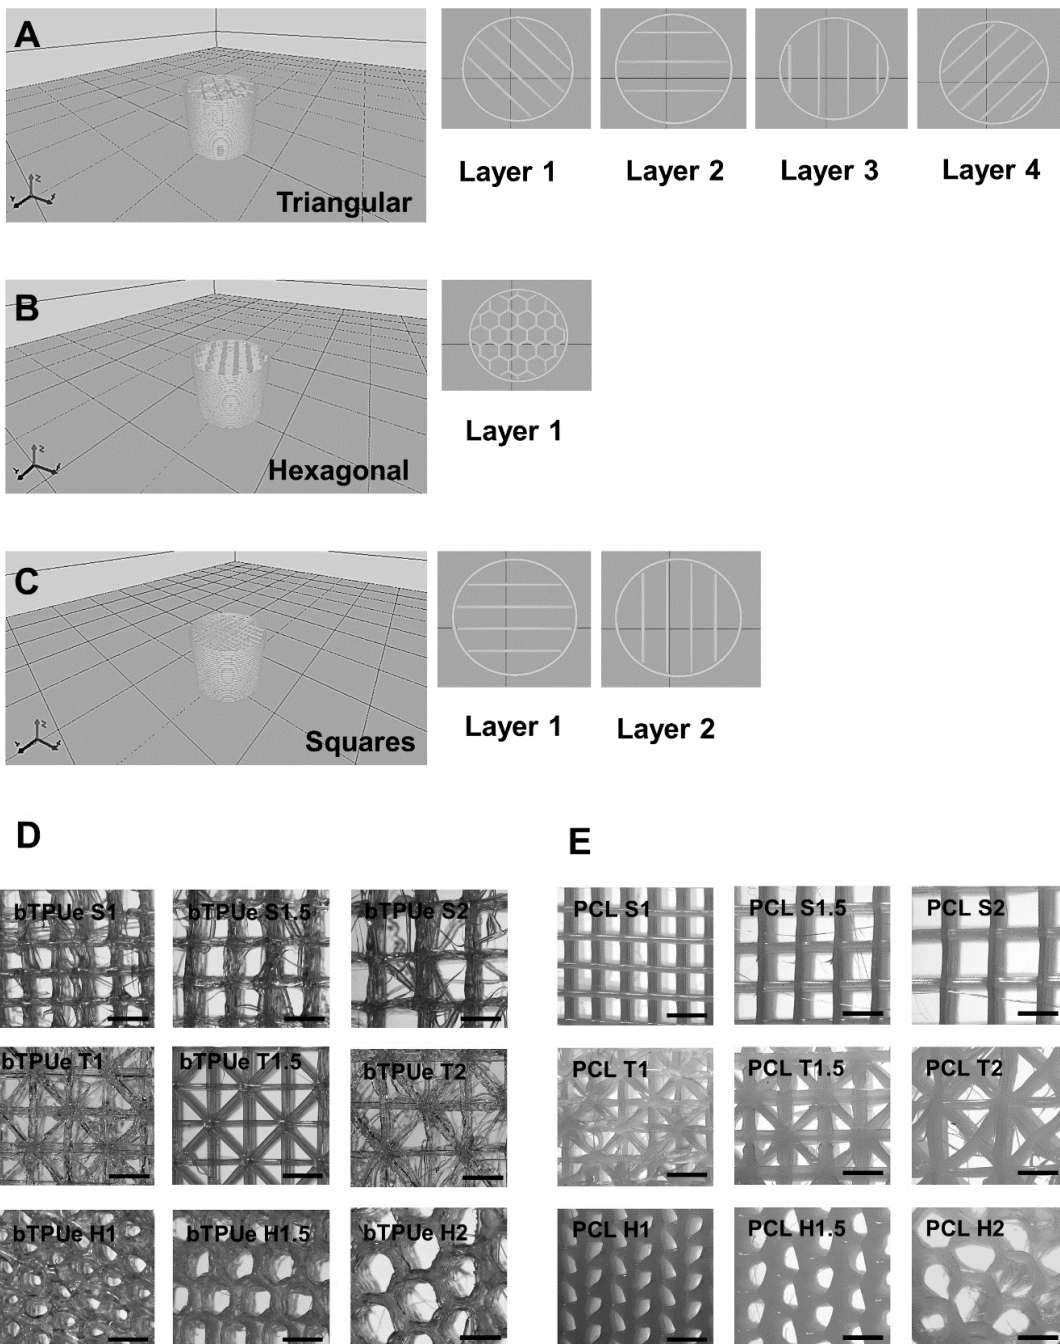 A
Triangular
Layer 1
Layer 2
Layer 3
Layer 4
B
Hexagonal
Layer 1
C
Squares
Layer 1
Layer 2
D
bTPUe S1
bTPUe S1.5
bTPUe S2
bTPUe T1
bTPUe T1.5
bTPUe T2
bTPUe H1
bTPUe H1.5
bTPUe H2
E
PCL S1
PCL S1.5
PCL S2
PCL T1
PCL T1.5
PCL T2
PCL H1
PCL H1.5
PCL H2